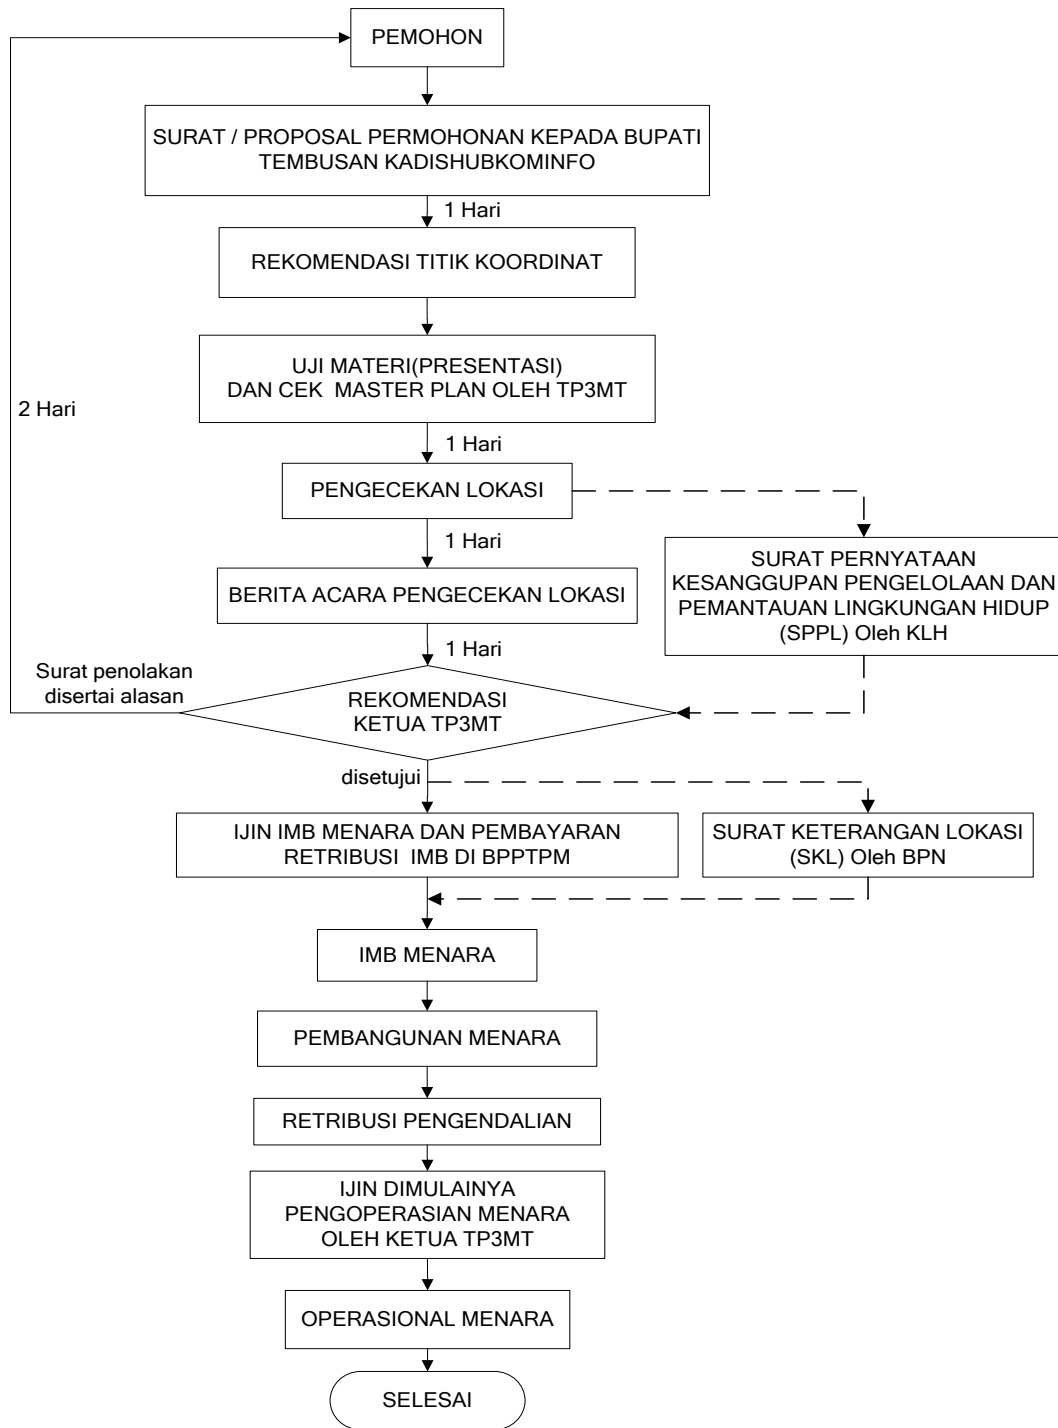 PEMOHON
SURAT / PROPOSAL PERMOHONAN KEPADA BUPATI
TEMBUSAN KADISHUBKOMINFO
1 Hari
REKOMENDASI TITIK KOORDINAT
UJI MATERI(PRESENTASI)
DAN CEK MASTER PLAN OLEH TP3MT
2 Hari
1 Hari
PENGECEKAN LOKASI
1 Hari
SURAT PERNYATAAN
KESANGGUPAN PENGELOLAAN DAN
PEMANTAUAN LINGKUNGAN HIDUP
(SPPL) Oleh KLH
BERITA ACARA PENGECEKAN LOKASI
1 Hari
Surat penolakan
disertai alasan
REKOMENDASI
KETUA TP3MT
disetujui
IJIN IMB MENARA DAN PEMBAYARAN
RETRIBUSI IMB DI BPPTPM
SURAT KETERANGAN LOKASI
(SKL) Oleh BPN
IMB MENARA
PEMBANGUNAN MENARA
RETRIBUSI PENGENDALIAN
IJIN DIMULAINYA
PENGOPERASIAN MENARA
OLEH KETUA TP3MT
OPERASIONAL MENARA
SELESAI